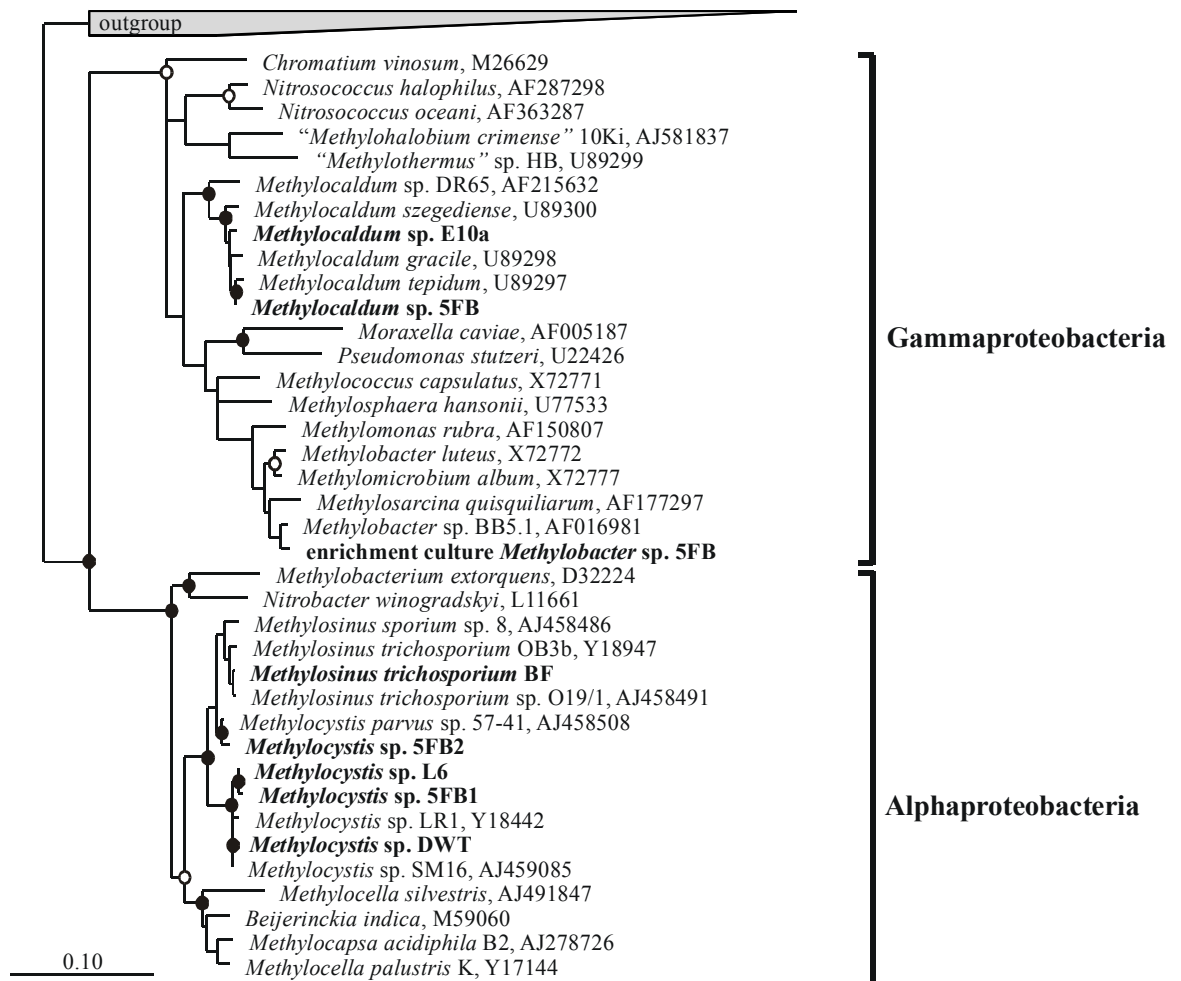 outgroup
Chromatium vinosum, M26629
Nitrosococcus halophilus, AF287298
Nitrosococcus oceani, AF363287
“Methylohalobium crimense” 10Ki, AJ581837
“Methylothermus” sp. HB, U89299
Methylocaldum sp. DR65, AF215632
Methylocaldum szegediense, U89300
Methylocaldum sp. E10a
Methylocaldum gracile, U89298
Methylocaldum tepidum, U89297
Methylocaldum sp. 5FB
Moraxella caviae, AF005187
Pseudomonas stutzeri, U22426
Methylococcus capsulatus, X72771
Methylosphaera hansonii, U77533
Methylomonas rubra, AF150807
Methylobacter luteus, X72772
Methylomicrobium album, X72777
Methylosarcina quisquiliarum, AF177297
Methylobacter sp. BB5.1, AF016981
enrichment culture Methylobacter sp. 5FB
Gammaproteobacteria
Methylobacterium extorquens, D32224
Nitrobacter winogradskyi, L11661
Methylosinus sporium sp. 8, AJ458486
Methylosinus trichosporium OB3b, Y18947
Methylosinus trichosporium BF
Methylosinus trichosporium sp. O19/1, AJ458491
Methylocystis parvus sp. 57-41, AJ458508
Methylocystis sp. 5FB2
Methylocystis sp. L6
Methylocystis sp. 5FB1
Methylocystis sp. LR1, Y18442
Methylocystis sp. DWT
Methylocystis sp. SM16, AJ459085
Methylocella silvestris, AJ491847
Beijerinckia indica, M59060
Methylocapsa acidiphila B2, AJ278726
Methylocella palustris K, Y17144
Alphaproteobacteria
0.10